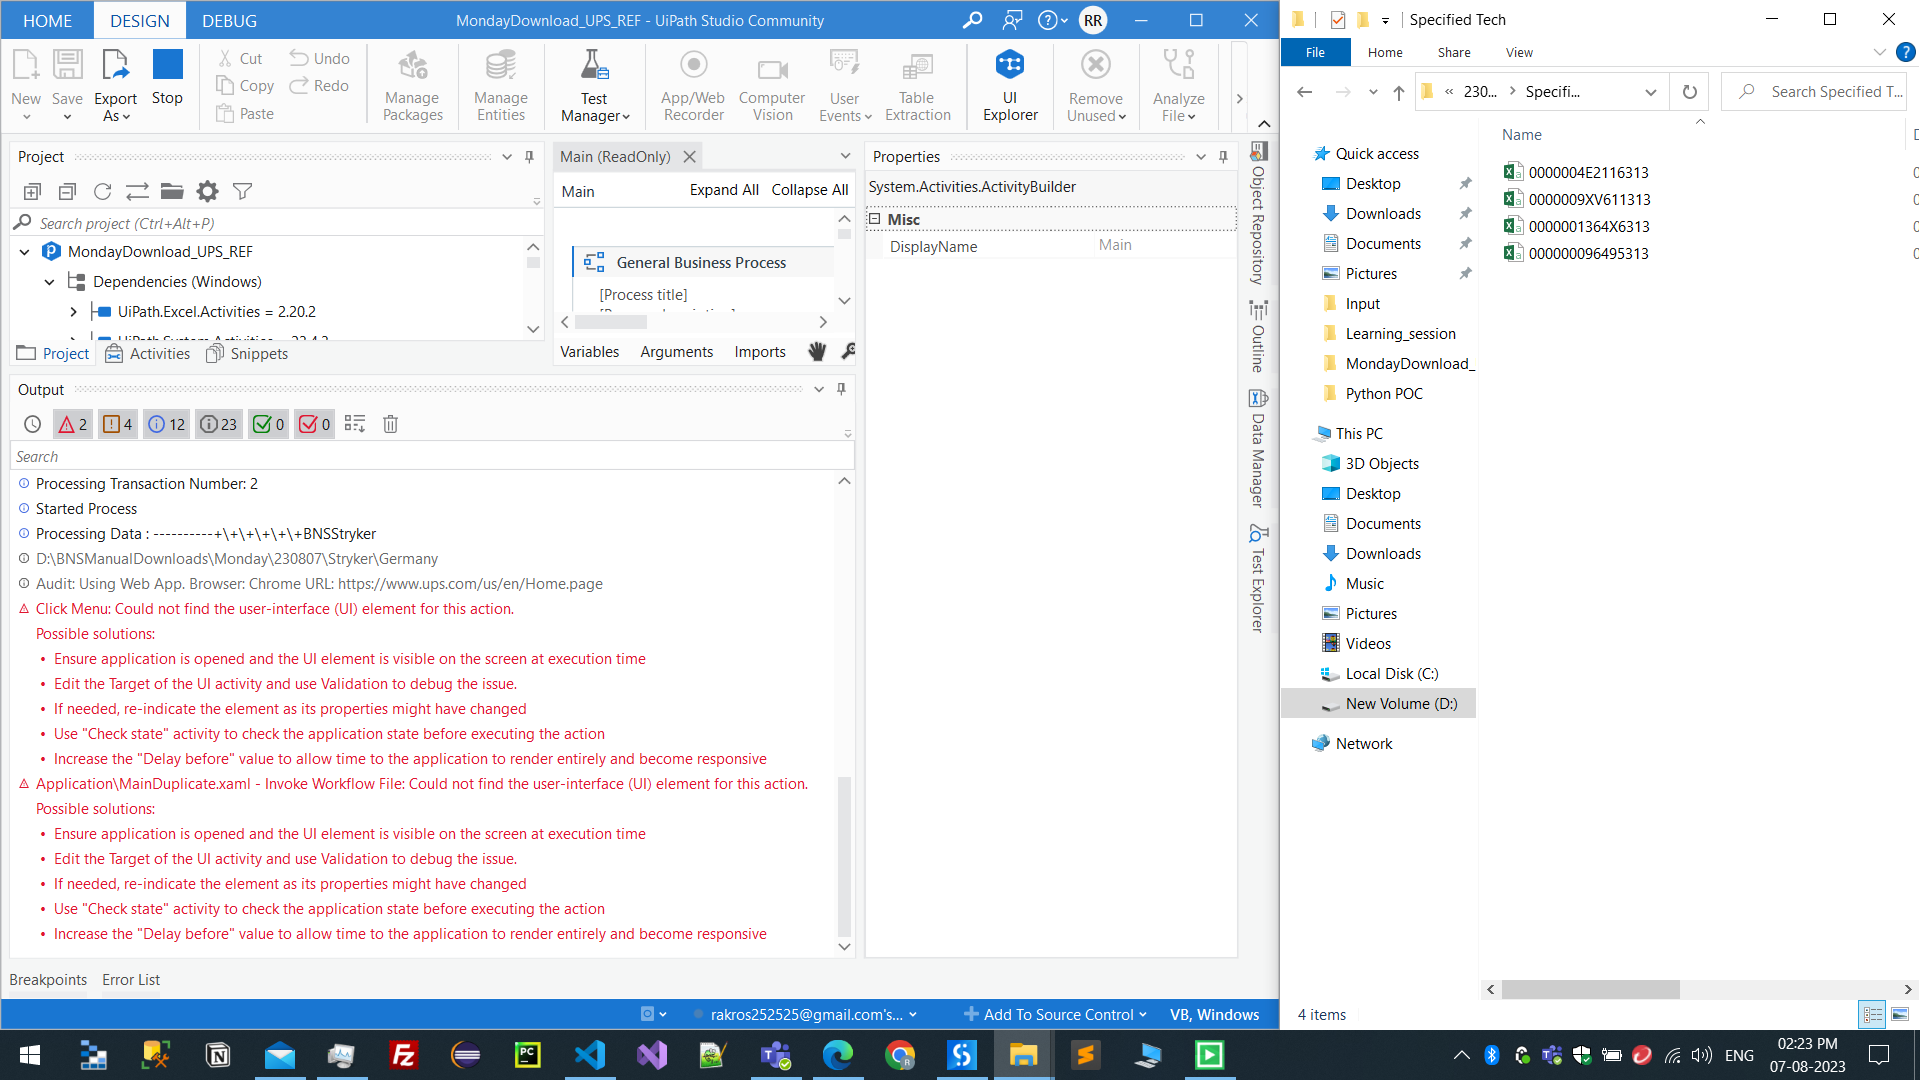 HOME
DESIGN
DEBUG
MondayDownload_UPS_REF - UiPath Studio Community
RR
New
Save
Export As
Stop
Cut
Copy
Paste
Undo
Redo
Manage Packages
Manage Entities
Test Manager
App/Web Recorder
Computer Vision
User Events
Table Extraction
UI Explorer
Remove Unused
Analyze File
Project
Search project (Ctrl+Alt+P)
MondayDownload_UPS_REF
Dependencies (Windows)
UiPath.Excel.Activities = 2.20.2
Project
Activities
Snippets
Main (ReadOnly)
Main
Expand All
Collapse All
General Business Process
[Process title]
Variables
Arguments
Imports
Properties
System.Activities.ActivityBuilder
Misc
DisplayName
Main
Object Repository
Outline
Data Manager
Test Explorer
Output
2
4
12
23
0
0
Search
Processing Transaction Number: 2
Started Process
Processing Data : ----------+\+\+\+\+\+BNSStryker
D:\BNSManualDownloads\Monday\230807\Stryker\Germany
Audit: Using Web App. Browser: Chrome URL: https://www.ups.com/us/en/Home.page
Click Menu: Could not find the user-interface (UI) element for this action.
Possible solutions:
• Ensure application is opened and the UI element is visible on the screen at execution time
• Edit the Target of the UI activity and use Validation to debug the issue.
• If needed, re-indicate the element as its properties might have changed
• Use "Check state" activity to check the application state before executing the action
• Increase the "Delay before" value to allow time to the application to render entirely and become responsive
Application\MainDuplicate.xaml - Invoke Workflow File: Could not find the user-interface (UI) element for this action.
Possible solutions:
• Ensure application is opened and the UI element is visible on the screen at execution time
• Edit the Target of the UI activity and use Validation to debug the issue.
• If needed, re-indicate the element as its properties might have changed
• Use "Check state" activity to check the application state before executing the action
• Increase the "Delay before" value to allow time to the application to render entirely and become responsive
Breakpoints
Error List
rakros252525@gmail.com's...
Add To Source Control
VB, Windows
Specified Tech
File
Home
Share
View
« 230... > Specifi...
Search Specified T...
Quick access
Desktop
Downloads
Documents
Pictures
Input
Learning_session
MondayDownload_
Python POC
This PC
3D Objects
Desktop
Documents
Downloads
Music
Pictures
Videos
Local Disk (C:)
New Volume (D:)
Network
Name
0000004E2116313
0000009XV611313
0000001364X6313
000000096495313
4 items
ENG
02:23 PM
07-08-2023